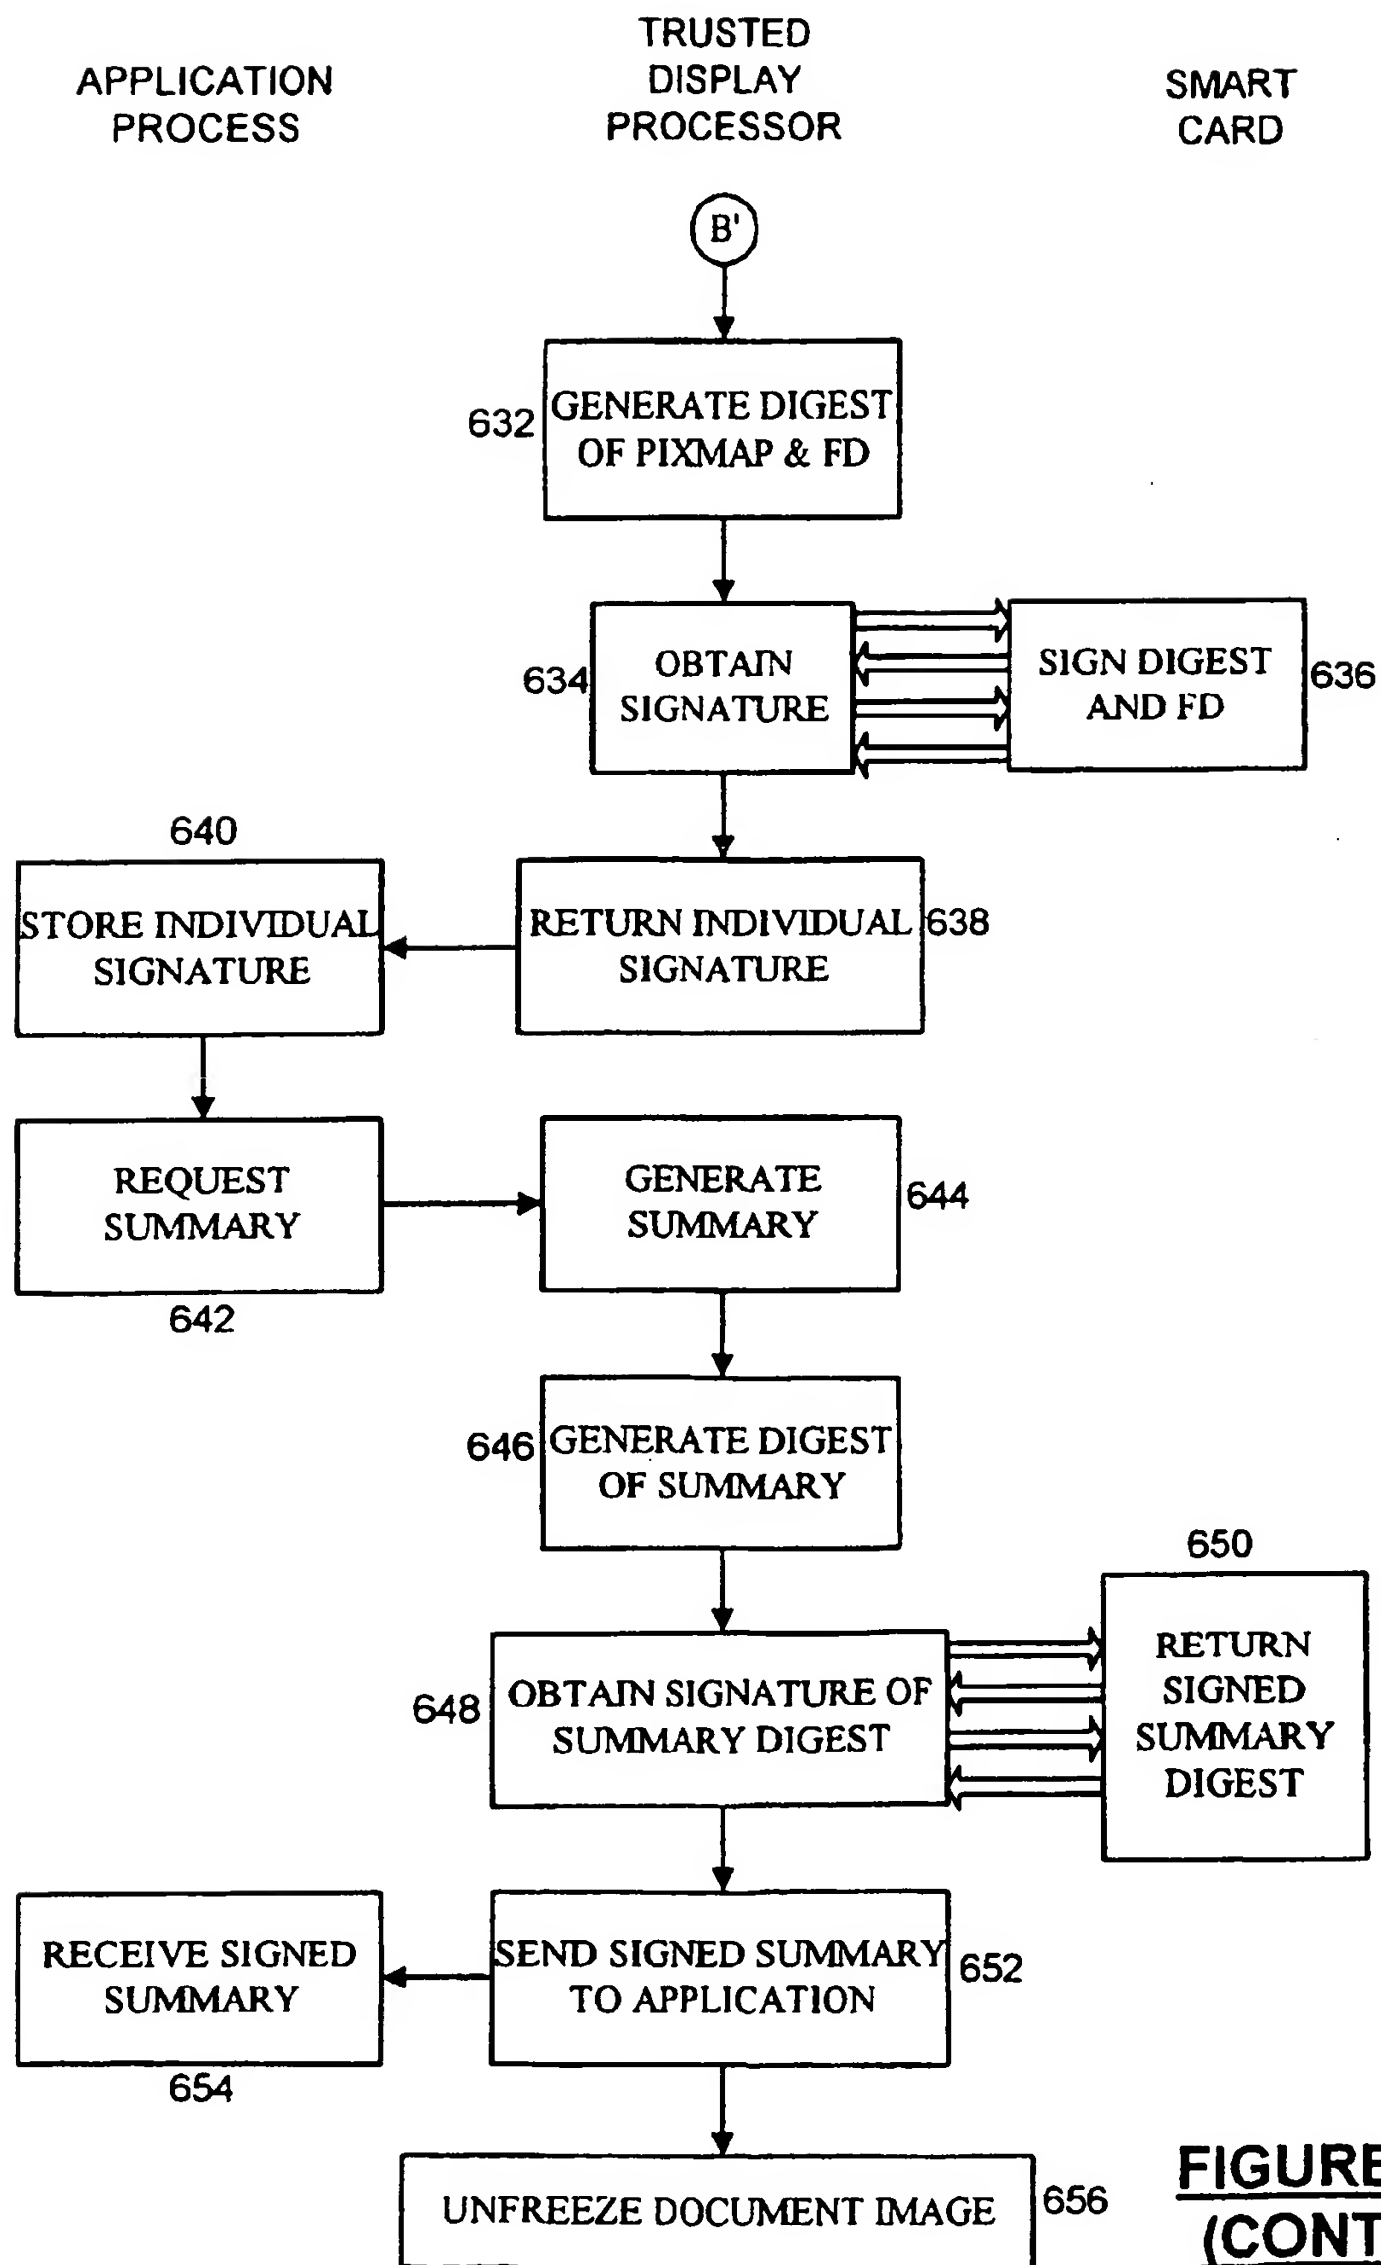 APPLICATION
PROCESS
TRUSTED
DISPLAY
PROCESSOR
SMART
CARD
B'
632
GENERATE DIGEST
OF PIXMAP & FD
634
OBTAIN
SIGNATURE
SIGN DIGEST
AND FD
636
640
STORE INDIVIDUAL
SIGNATURE
RETURN INDIVIDUAL
SIGNATURE
638
REQUEST
SUMMARY
642
GENERATE
SUMMARY
644
646
GENERATE DIGEST
OF SUMMARY
648
OBTAIN SIGNATURE OF
SUMMARY DIGEST
650
RETURN
SIGNED
SUMMARY
DIGEST
RECEIVE SIGNED
SUMMARY
654
SEND SIGNED SUMMARY
TO APPLICATION
652
UNFREEZE DOCUMENT IMAGE
656
FIGURE
(CONT